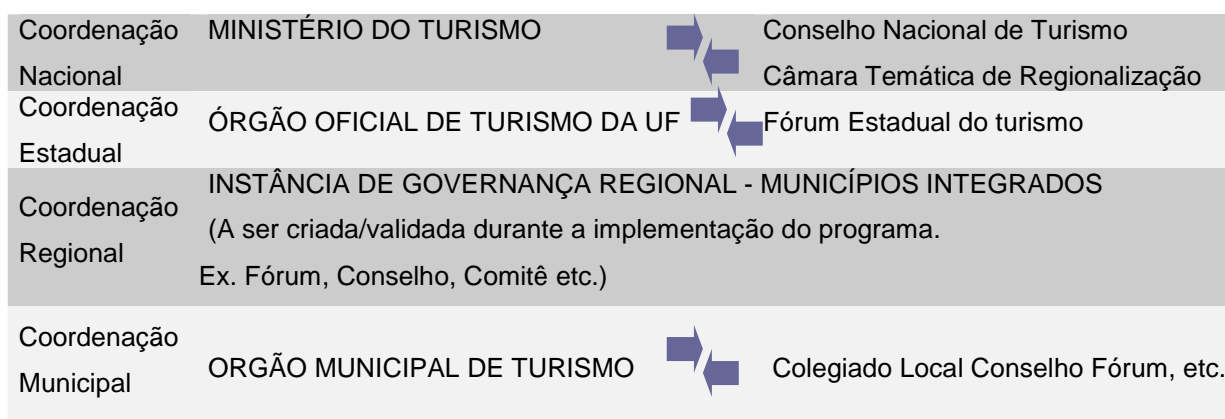 Coordenação MINISTÉRIO DO TURISMO Conselho Nacional de Turismo
Nacional Câmara Temática de Regionalização
Coordenação
ÓRGÃO OFICIAL DE TURISMO DA UF Fórum Estadual do turismo
Estadual
INSTÂNCIA DE GOVERNANÇA REGIONAL - MUNICÍPIOS INTEGRADOS
Coordenação
(A ser criada/validada durante a implementação do programa.
Regional
Ex. Fórum, Conselho, Comitê etc.)
Coordenação
ORGÃO MUNICIPAL DE TURISMO Colegiado Local Conselho Fórum, etc.
Municipal